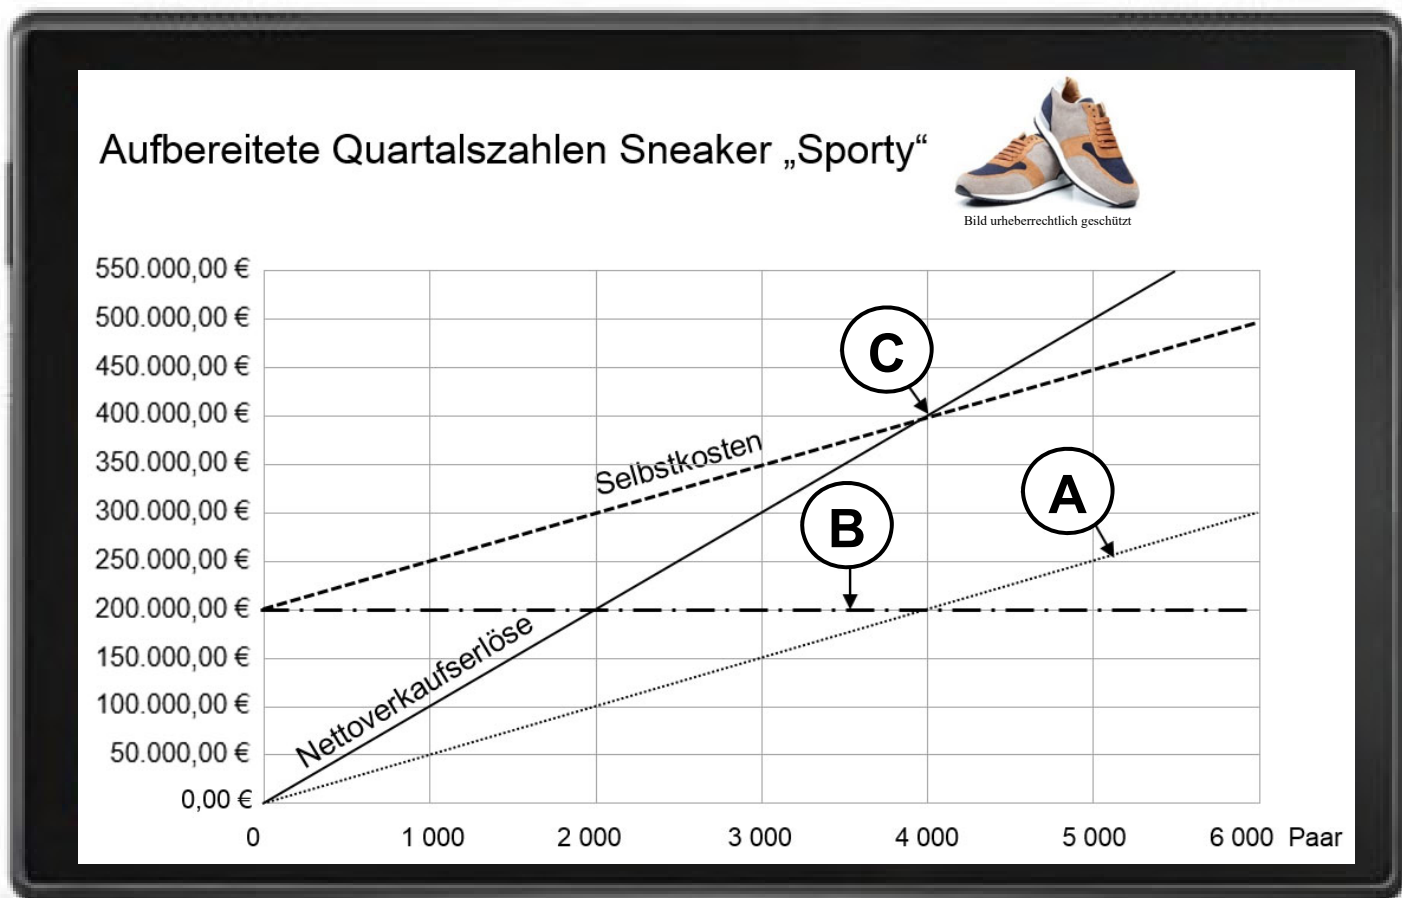 Aufbereitete Quartalszahlen Sneaker „Sporty“
Bild urheberrechtlich geschützt
550.000,00 €
500.000,00 €
450.000,00 €
400.000,00 €
350.000,00 €
300.000,00 €
250.000,00 €
200.000,00 €
150.000,00 €
100.000,00 €
50.000,00 €
0,00 €
C
Selbstkosten
A
B
Nettoverkaufserlöse
0 1 000 2 000 3 000 4 000 5 000 6 000 Paar